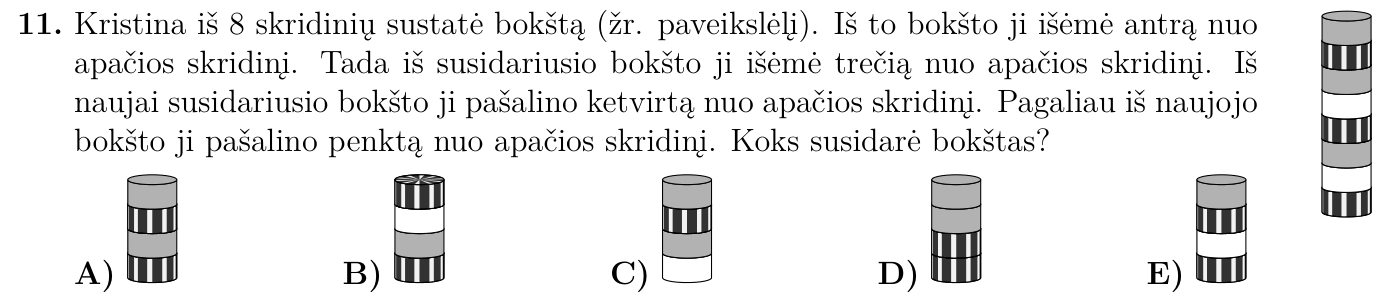 11. Kristina iš 8 skridinių sustatė bokštą (žr. paveikslėlį). Iš to bokšto ji išėmė antrą nuo
apačios skridinį. Tada iš susidariusio bokšto ji išėmė trečią nuo apačios skridinį. Iš
naujai susidariusio bokšto ji pašalino ketvirtą nuo apačios skridinį. Pagaliau iš naujojo
bokšto ji pašalino penktą nuo apačios skridinį. Koks susidarė bokštas?
A) B) C) D) E)